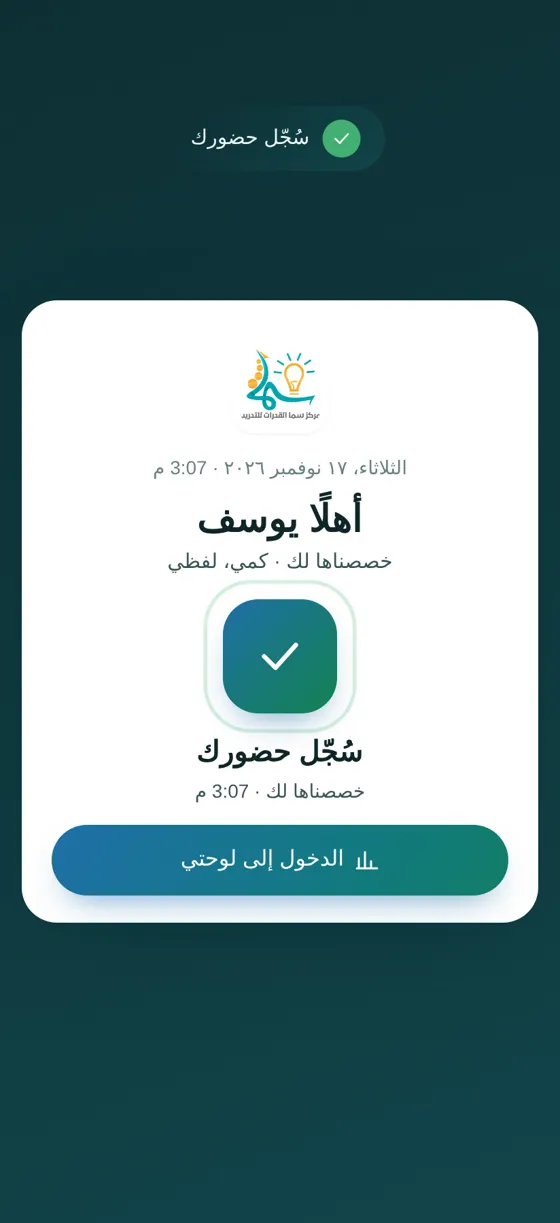 سُجّل حضورك
مركز سما القدرات للتدريب
الثلاثاء، ١٧ نوفمبر ٢٠٢٦ · 3:07 م
أهلًا يوسف
خصصناها لك · كمي، لفظي
سُجّل حضورك
خصصناها لك · 3:07 م
الدخول إلى لوحتي